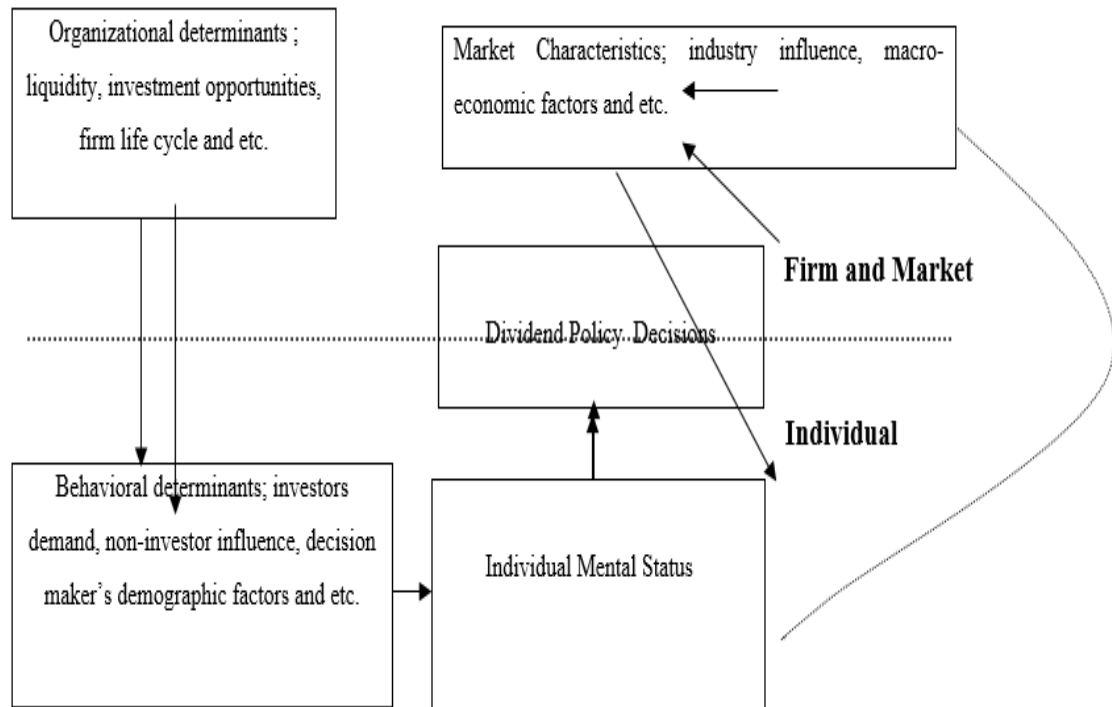 Organizational determinants ;
liquidity, investment opportunities,
firm life cycle and etc.
Market Characteristics; industry influence, macro-
economic factors and etc.
Firm and Market
Dividend Policy Decisions
Individual
Behavioral determinants; investors
demand, non-investor influence, decision
maker’s demographic factors and etc.
Individual Mental Status